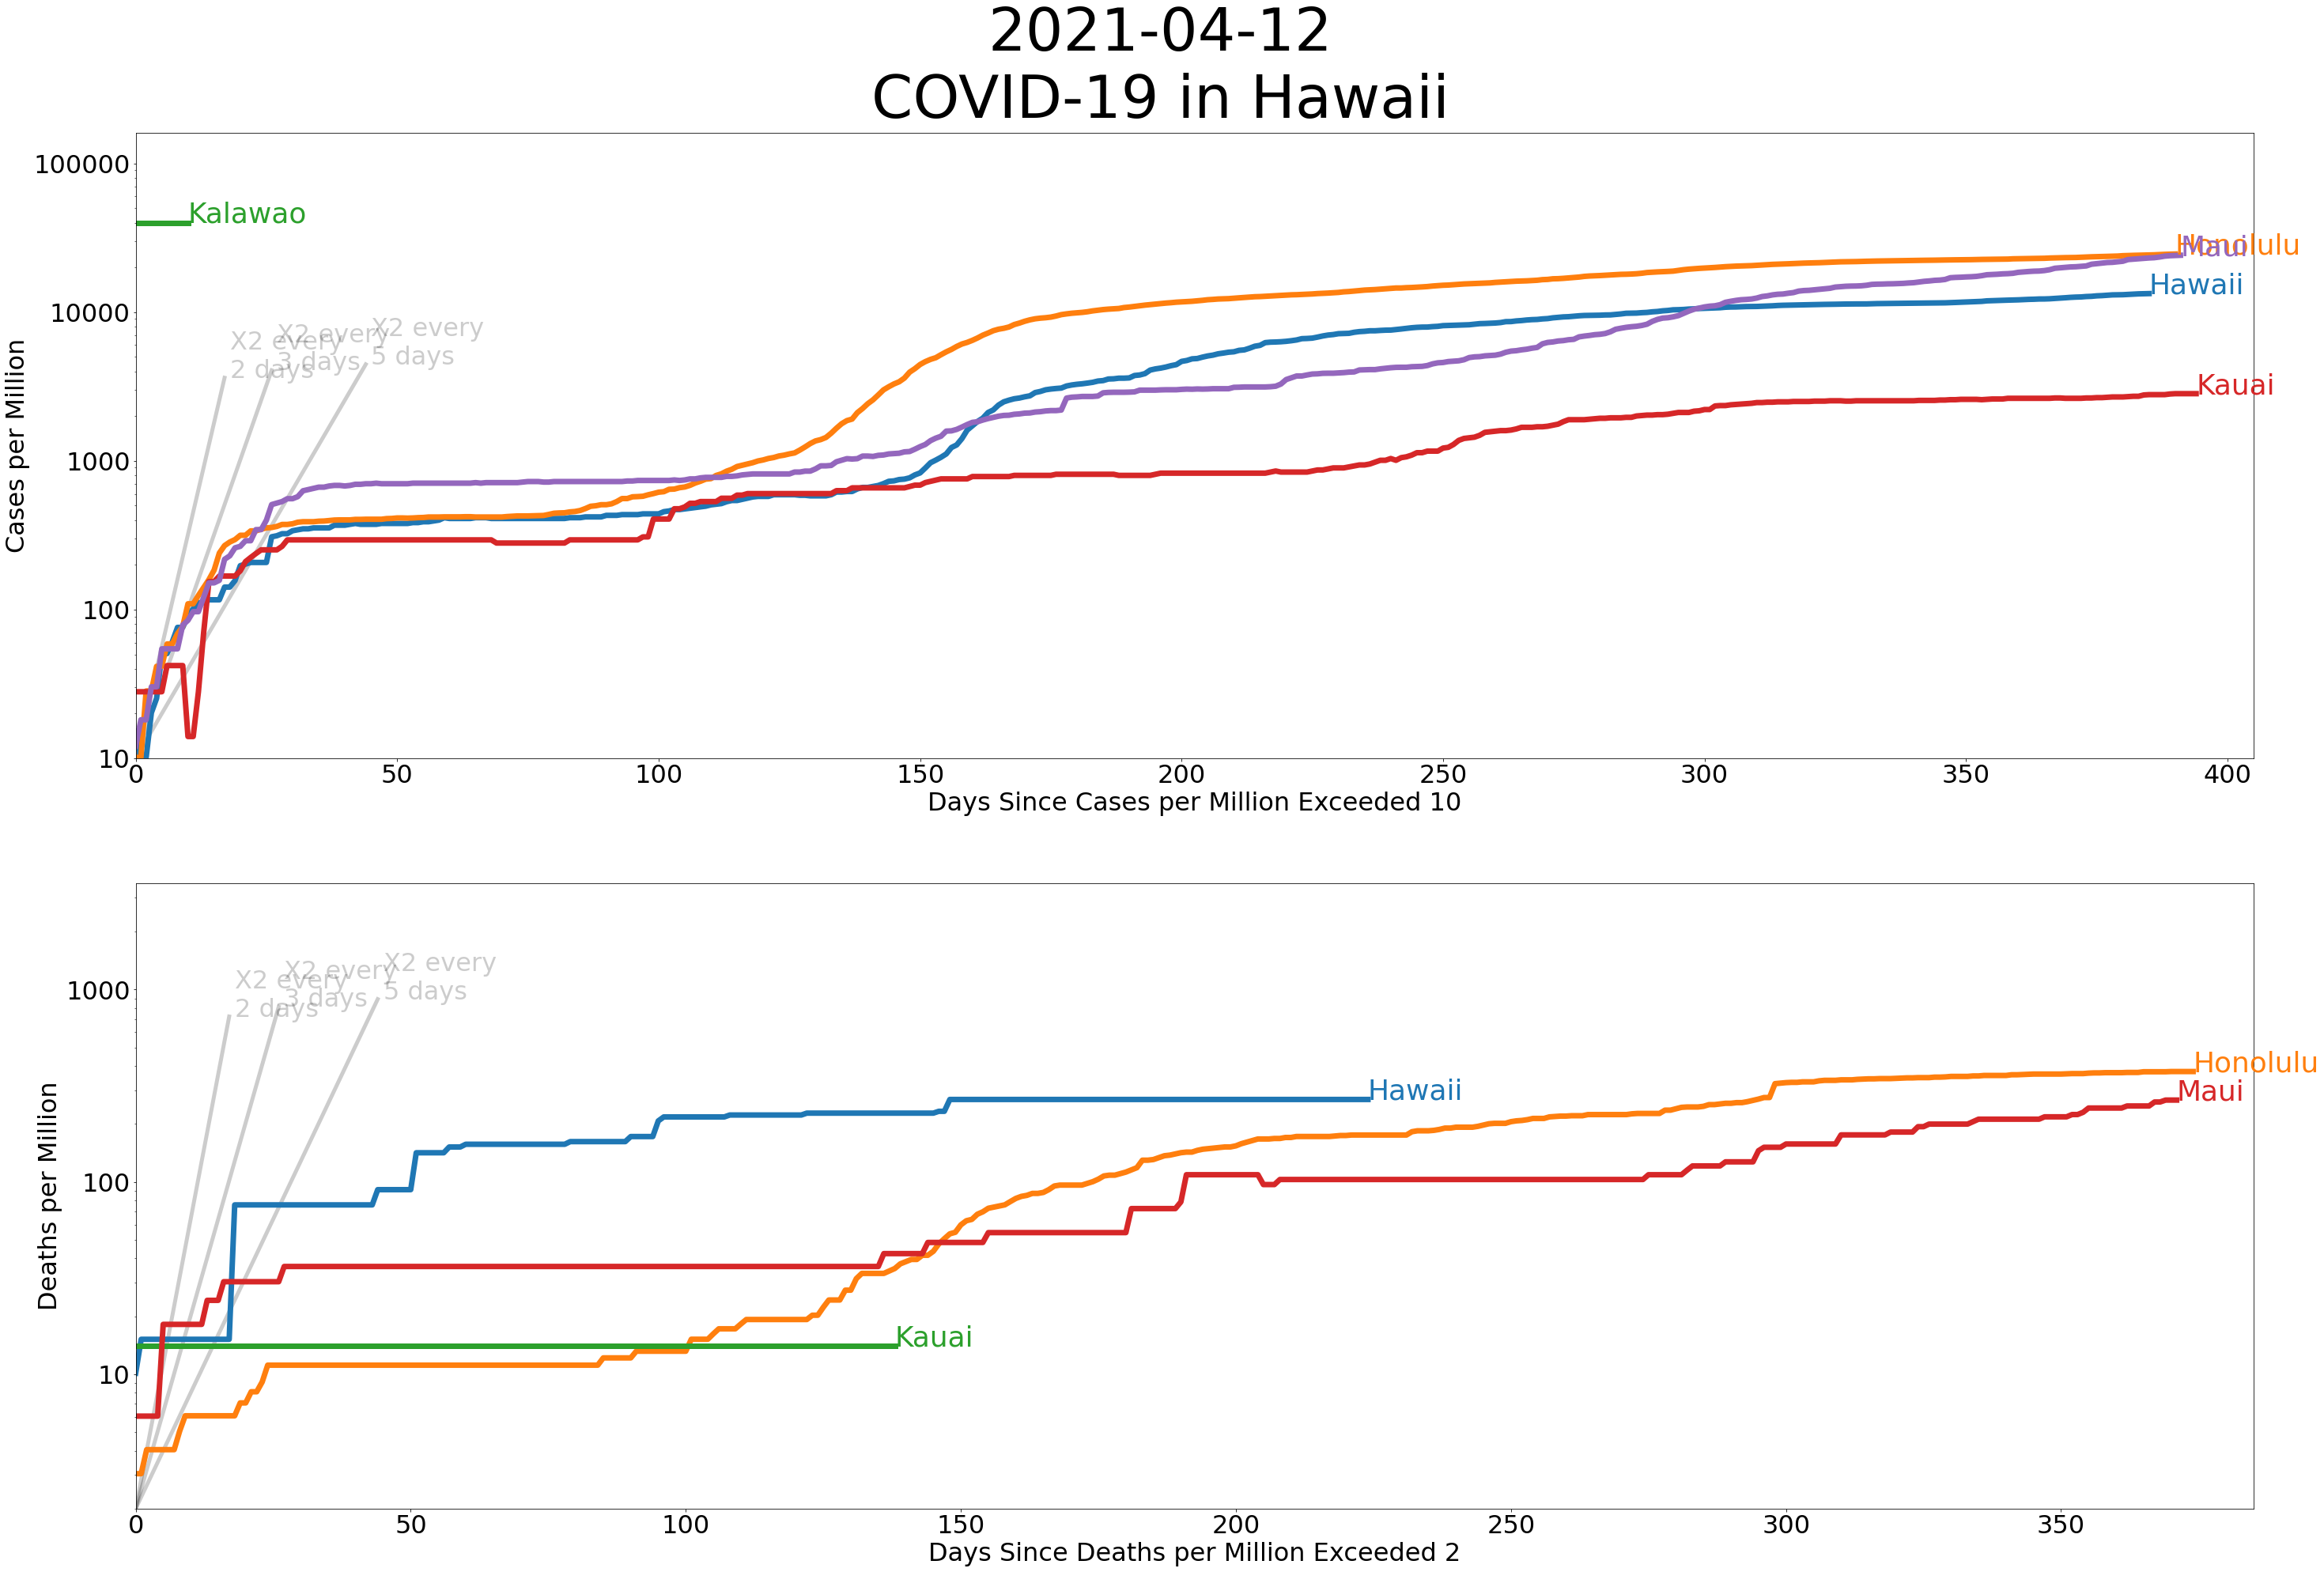 2021-04-12
COVID-19 in Hawaii
100000
10000
1000
100
10
Cases per Million
Kalawao
Honolulu
Maui
Hawaii
Kauai
X2 every
2 days
X2 every
3 days
X2 every
5 days
0 50 100 150 200 250 300 350 400
Days Since Cases per Million Exceeded 10
1000
100
10
Deaths per Million
X2 every
2 days
X2 every
3 days
X2 every
5 days
Honolulu
Hawaii
Maui
Kauai
0 50 100 150 200 250 300 350
Days Since Deaths per Million Exceeded 2